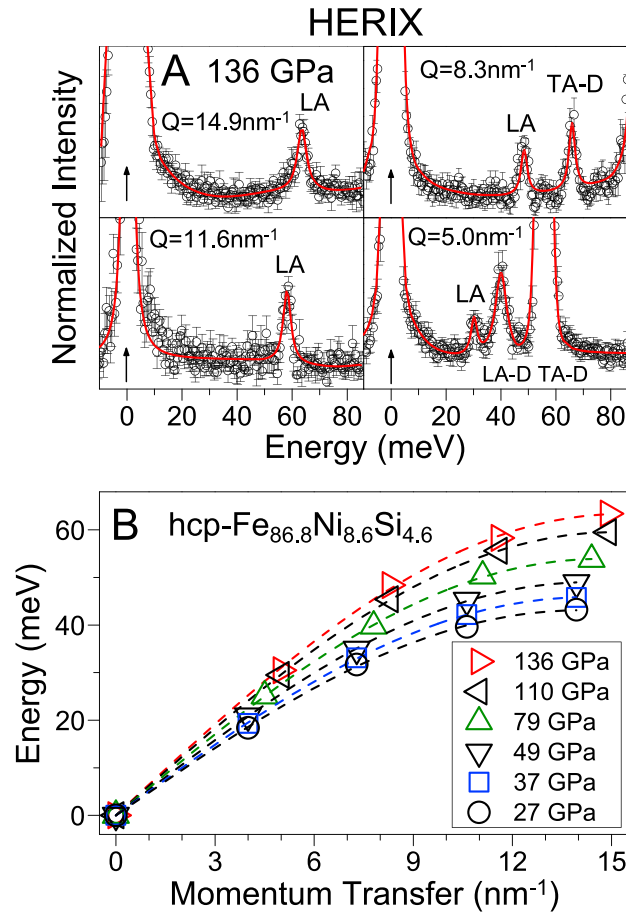 HERIX
A 136 GPa
Q=14.9nm⁻¹
LA
Q=8.3nm⁻¹
LA
TA-D
Q=11.6nm⁻¹
LA
Q=5.0nm⁻¹
LA
LA-D TA-D
Normalized Intensity
0 20 40 60 80 0 20 40 60 80
Energy (meV)
B hcp-Fe₈₆.₈Ni₈.₆Si₄.₆
60
40
20
0
Energy (meV)
136 GPa
110 GPa
79 GPa
49 GPa
37 GPa
27 GPa
0 3 6 9 12 15
Momentum Transfer (nm⁻¹)